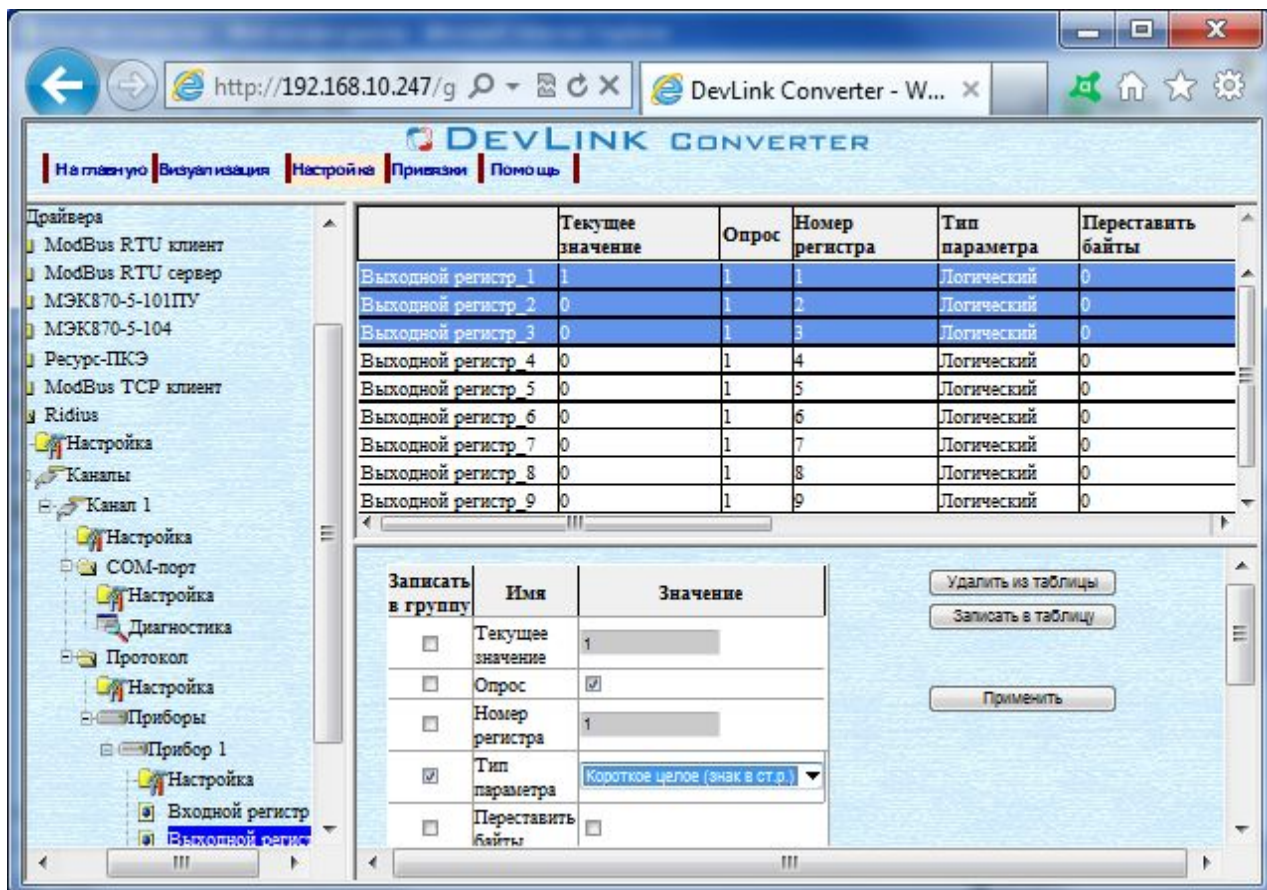 http://192.168.10.247/g
DevLink Converter - W...
DEVLINK CONVERTER
На главную Визуализация Настройка Привязки Помощь
Драйвера
ModBus RTU клиент
ModBus RTU сервер
МЭК870-5-101ПУ
МЭК870-5-104
Ресурс-ПКЭ
ModBus TCP клиент
Ridius
Настройка
Каналы
Канал 1
Настройка
COM-порт
Настройка
Диагностика
Протокол
Настройка
Приборы
Прибор 1
Настройка
Входной регистр
Выходной регист
Текущее значение Опрос Номер регистра Тип параметра Переставить байты
Выходной регистр_1 1 1 1 Логический 0
Выходной регистр_2 0 1 2 Логический 0
Выходной регистр_3 0 1 3 Логический 0
Выходной регистр_4 0 1 4 Логический 0
Выходной регистр_5 0 1 5 Логический 0
Выходной регистр_6 0 1 6 Логический 0
Выходной регистр_7 0 1 7 Логический 0
Выходной регистр_8 0 1 8 Логический 0
Выходной регистр_9 0 1 9 Логический 0
Записать в группу Имя Значение
Текущее значение 1
Опрос
Номер регистра 1
Тип параметра Короткое целое (знак в ст.р.)
Переставить байты
Удалить из таблицы
Записать в таблицу
Применить